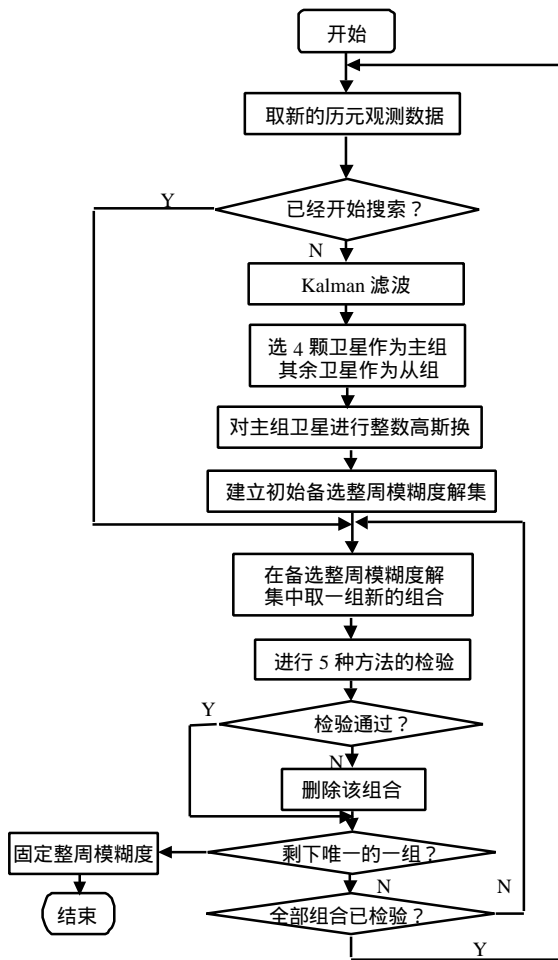 开始
取新的历元观测数据
已经开始搜索？
Y
N
Kalman 滤波
选 4 颗卫星作为主组
其余卫星作为从组
对主组卫星进行整数高斯换
建立初始备选整周模糊度解集
在备选整周模糊度解
集中取一组新的组合
进行 5 种方法的检验
检验通过？
Y
N
删除该组合
剩下唯一的一组？
固定整周模糊度
N
N
结束
全部组合已检验？
Y